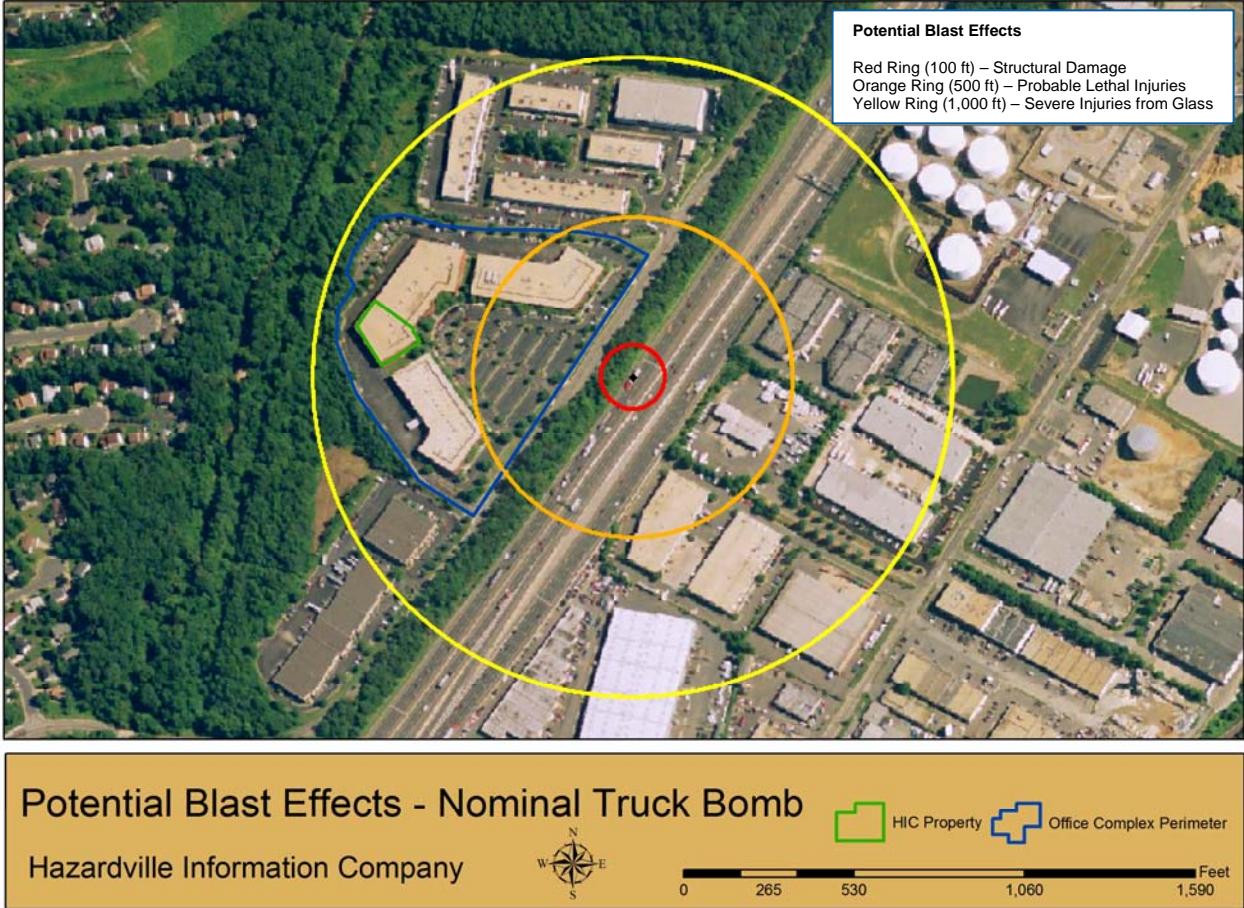 Potential Blast Effects
Red Ring (100 ft) – Structural Damage
Orange Ring (500 ft) – Probable Lethal Injuries
Yellow Ring (1,000 ft) – Severe Injuries from Glass
Potential Blast Effects - Nominal Truck Bomb
Hazardville Information Company
N
W E
S
HIC Property
Office Complex Perimeter
Feet
0 265 530 1,060 1,590